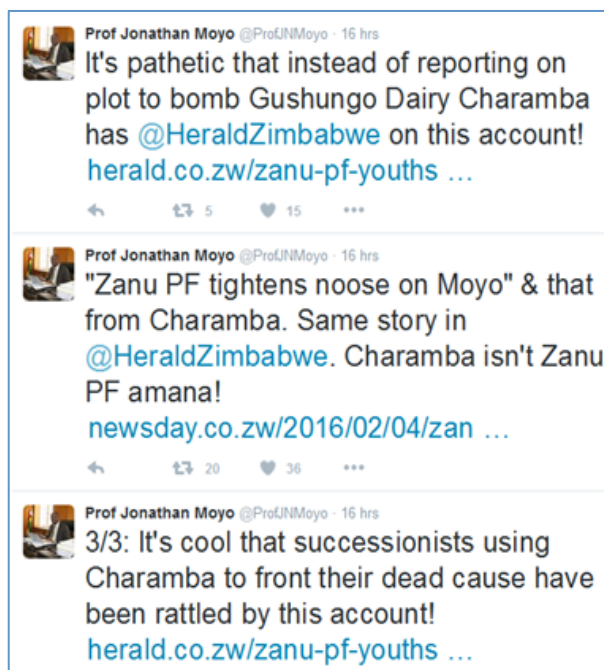 Prof Jonathan Moyo @ProfJNMoyo · 16 hrs
It's pathetic that instead of reporting on
plot to bomb Gushungo Dairy Charamba
has @HeraldZimbabwe on this account!
herald.co.zw/zanu-pf-youths ...
5 15
Prof Jonathan Moyo @ProfJNMoyo · 16 hrs
"Zanu PF tightens noose on Moyo" & that
from Charamba. Same story in
@HeraldZimbabwe. Charamba isn't Zanu
PF amana!
newsday.co.zw/2016/02/04/zan ...
20 36
Prof Jonathan Moyo @ProfJNMoyo · 16 hrs
3/3: It's cool that successionists using
Charamba to front their dead cause have
been rattled by this account!
herald.co.zw/zanu-pf-youths ...